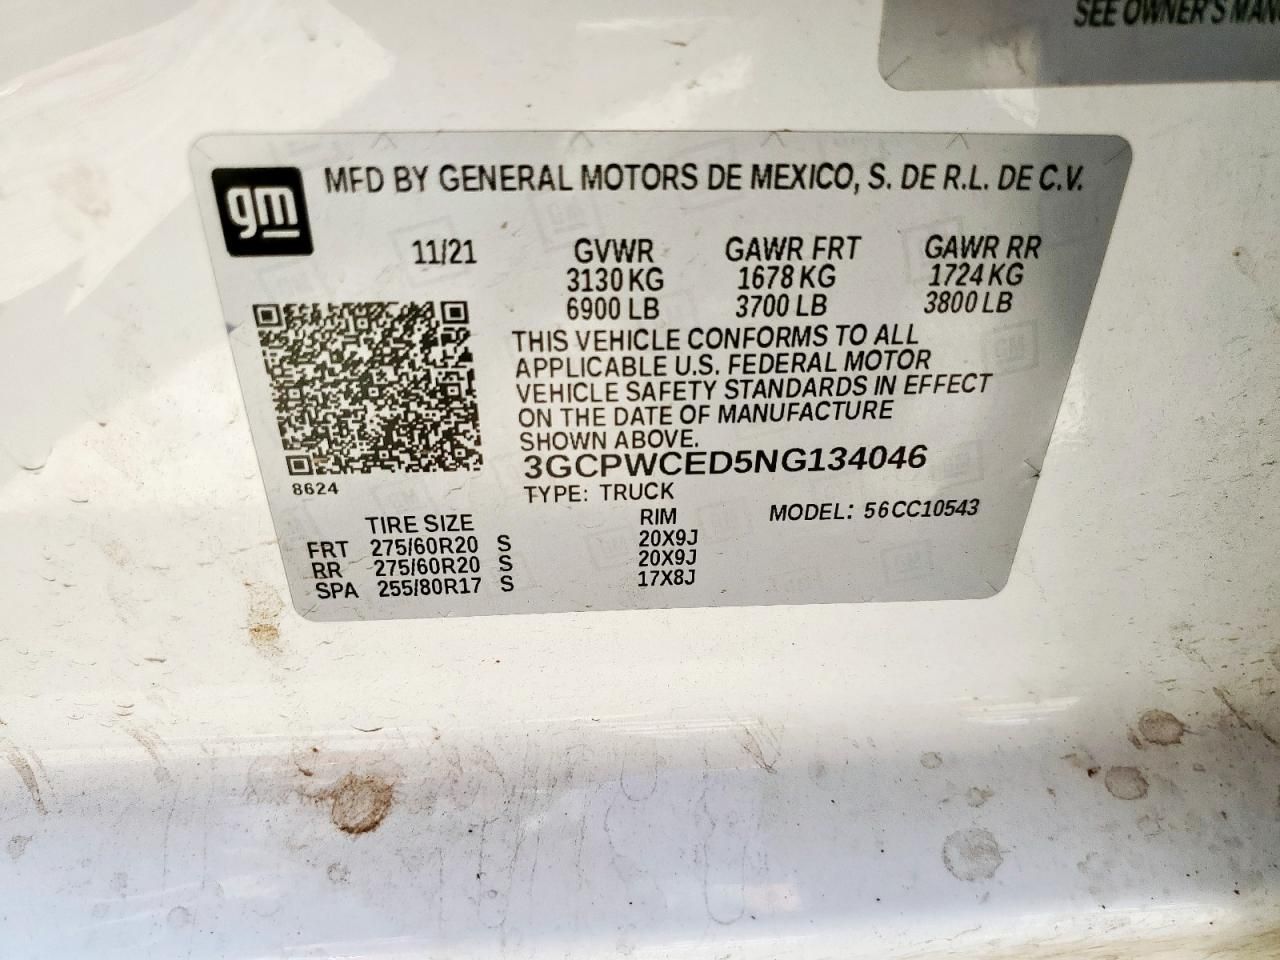 SEE OWNER'S
gm
MFD BY GENERAL MOTORS DE MEXICO, S. DE R.L. DE C.V.
11/21 GVWR GAWR FRT GAWR RR
3130 KG 1678 KG 1724 KG
6900 LB 3700 LB 3800 LB
THIS VEHICLE CONFORMS TO ALL
APPLICABLE U.S. FEDERAL MOTOR
VEHICLE SAFETY STANDARDS IN EFFECT
ON THE DATE OF MANUFACTURE
SHOWN ABOVE.
3GCPWCED5NG134046
8624
TYPE: TRUCK
TIRE SIZE RIM MODEL: 56CC10543
FRT 275/60R20 S 20X9J
RR 275/60R20 S 20X9J
SPA 255/80R17 S 17X8J